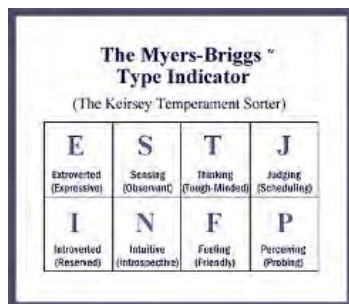 The Myers-Briggs ™
Type Indicator
(The Keirsey Temperament Sorter)
E S T J
Extroverted Sensing Thinking Judging
(Expressive) (Observant) (Tough-Minded) (Scheduling)
I N F P
Introverted Intuitive Feeling Perceiving
(Reserved) (Introspective) (Friendly) (Probing)